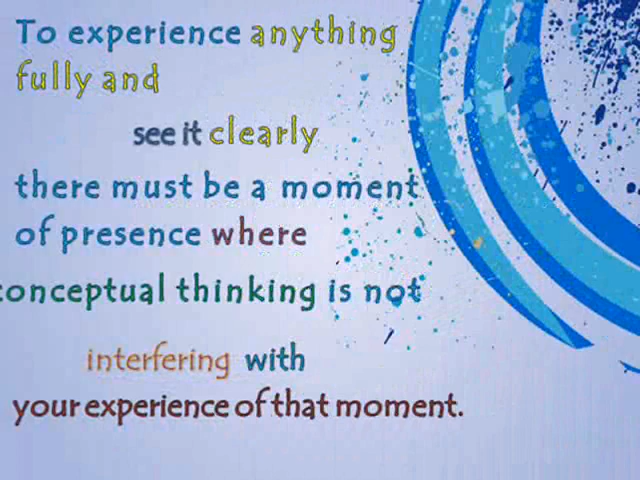 To experience anything
fully and
see it clearly
there must be a moment
of presence where
conceptual thinking is not
interfering with
your experience of that moment.